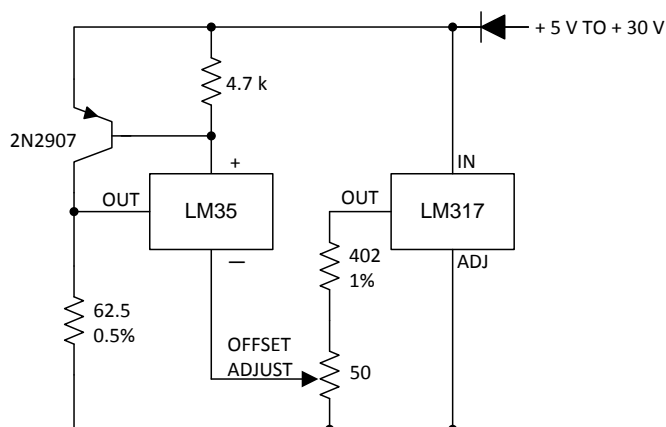 + 5 V TO + 30 V
4.7 k
2N2907
+
IN
OUT
LM35
OUT
LM317
—
ADJ
402
1%
62.5
0.5%
OFFSET
ADJUST
50